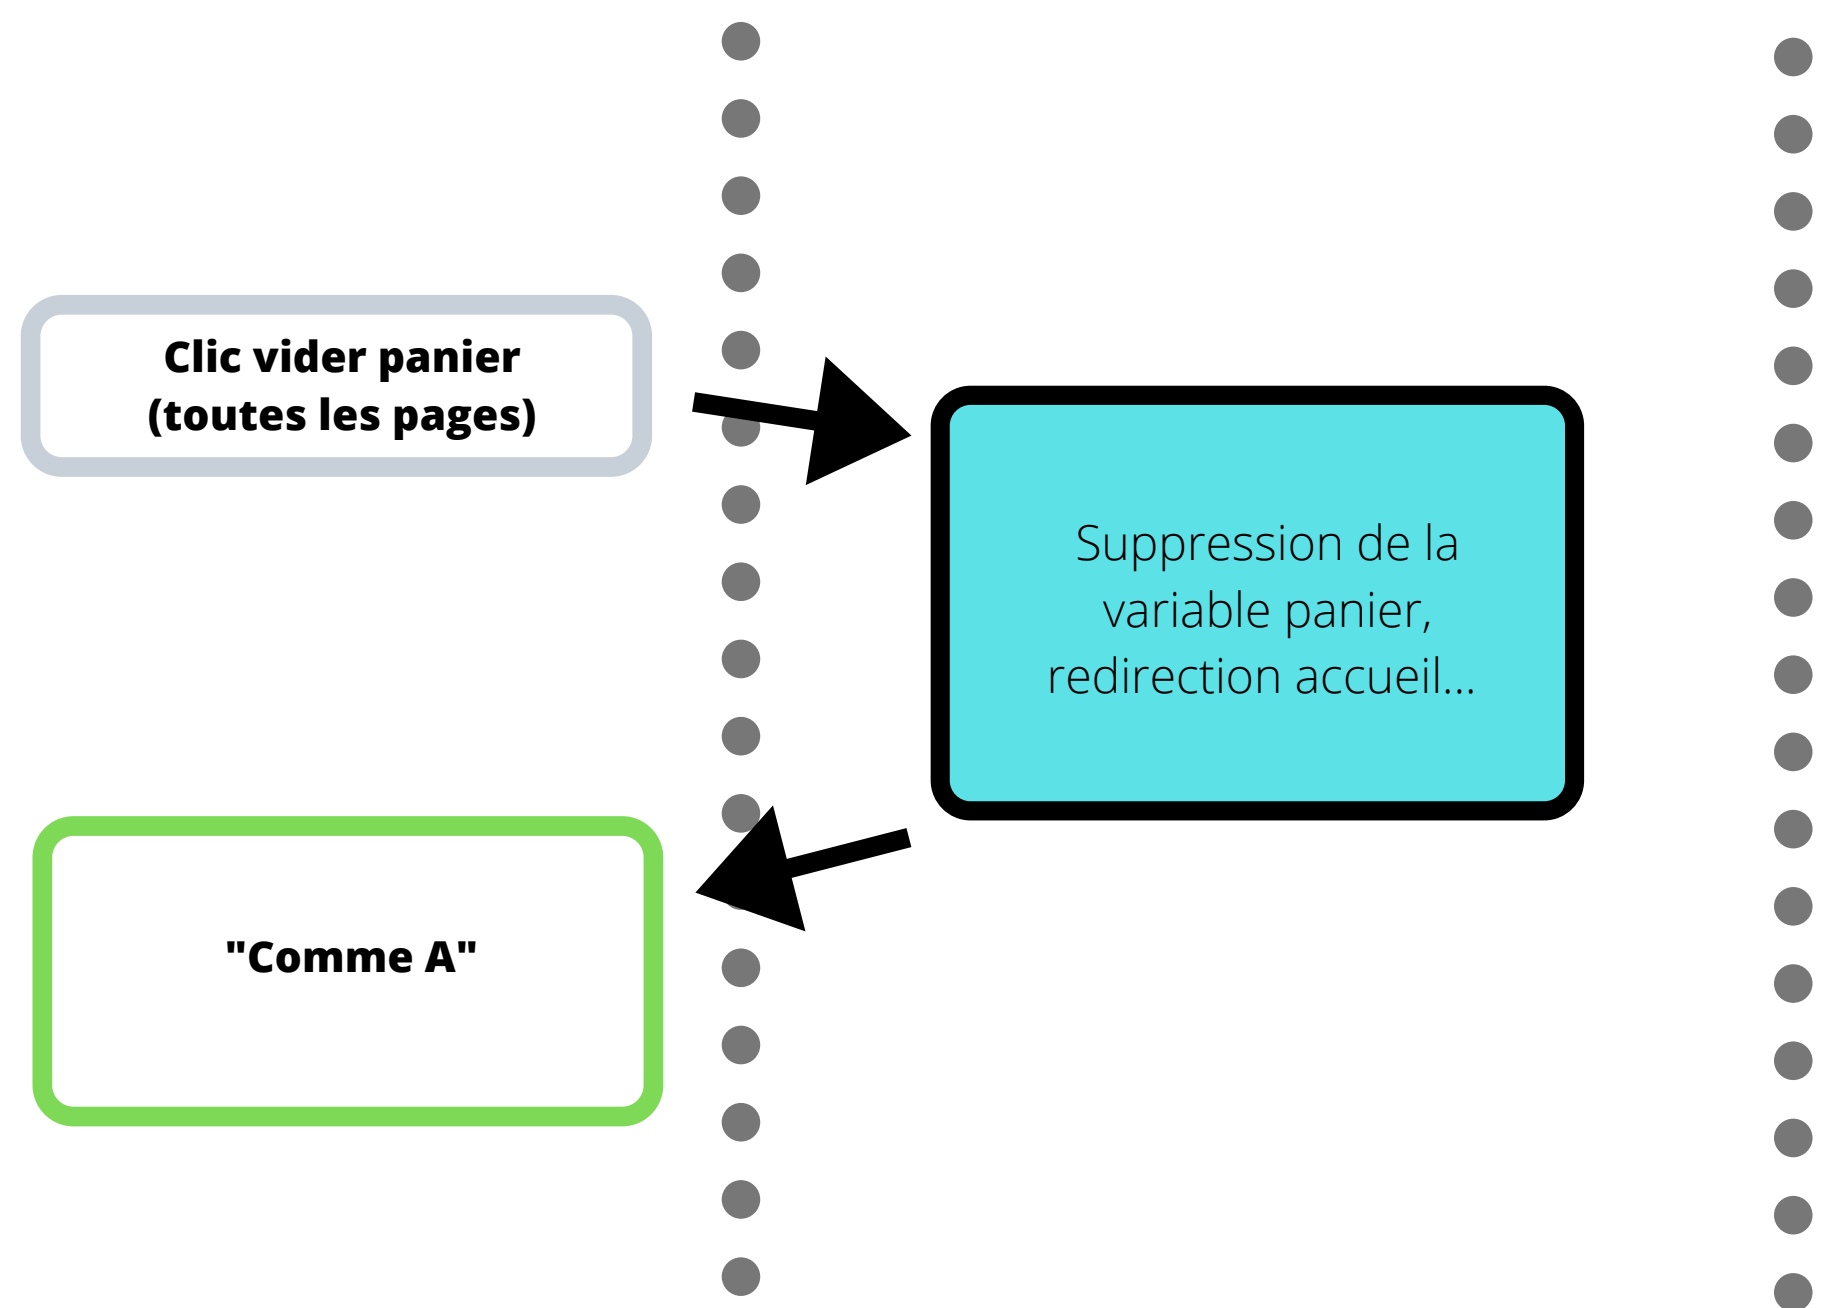 Clic vider panier
(toutes les pages)
Suppression de la
variable panier,
redirection accueil...
"Comme A"